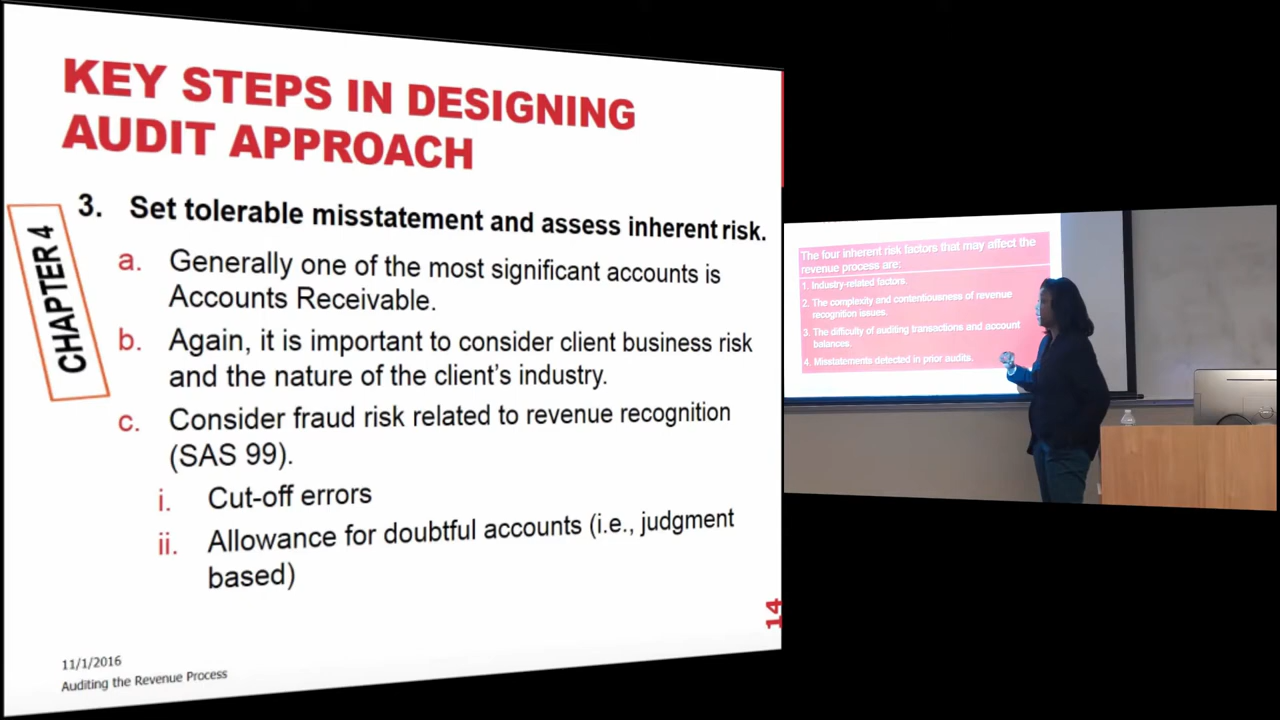 KEY STEPS IN DESIGNING
AUDIT APPROACH
CHAPTER 4
3. Set tolerable misstatement and assess inherent risk.
a. Generally one of the most significant accounts is
Accounts Receivable.
b. Again, it is important to consider client business risk
and the nature of the client's industry.
c. Consider fraud risk related to revenue recognition
(SAS 99).
i. Cut-off errors
ii. Allowance for doubtful accounts (i.e., judgment
based)
14
11/1/2016
Auditing the Revenue Process
The four inherent risk factors that may affect the
revenue process are:
1. Industry-related factors.
2. The complexity and contentiousness of revenue
recognition issues.
3. The difficulty of auditing transactions and account
balances.
4. Misstatements detected in prior audits.